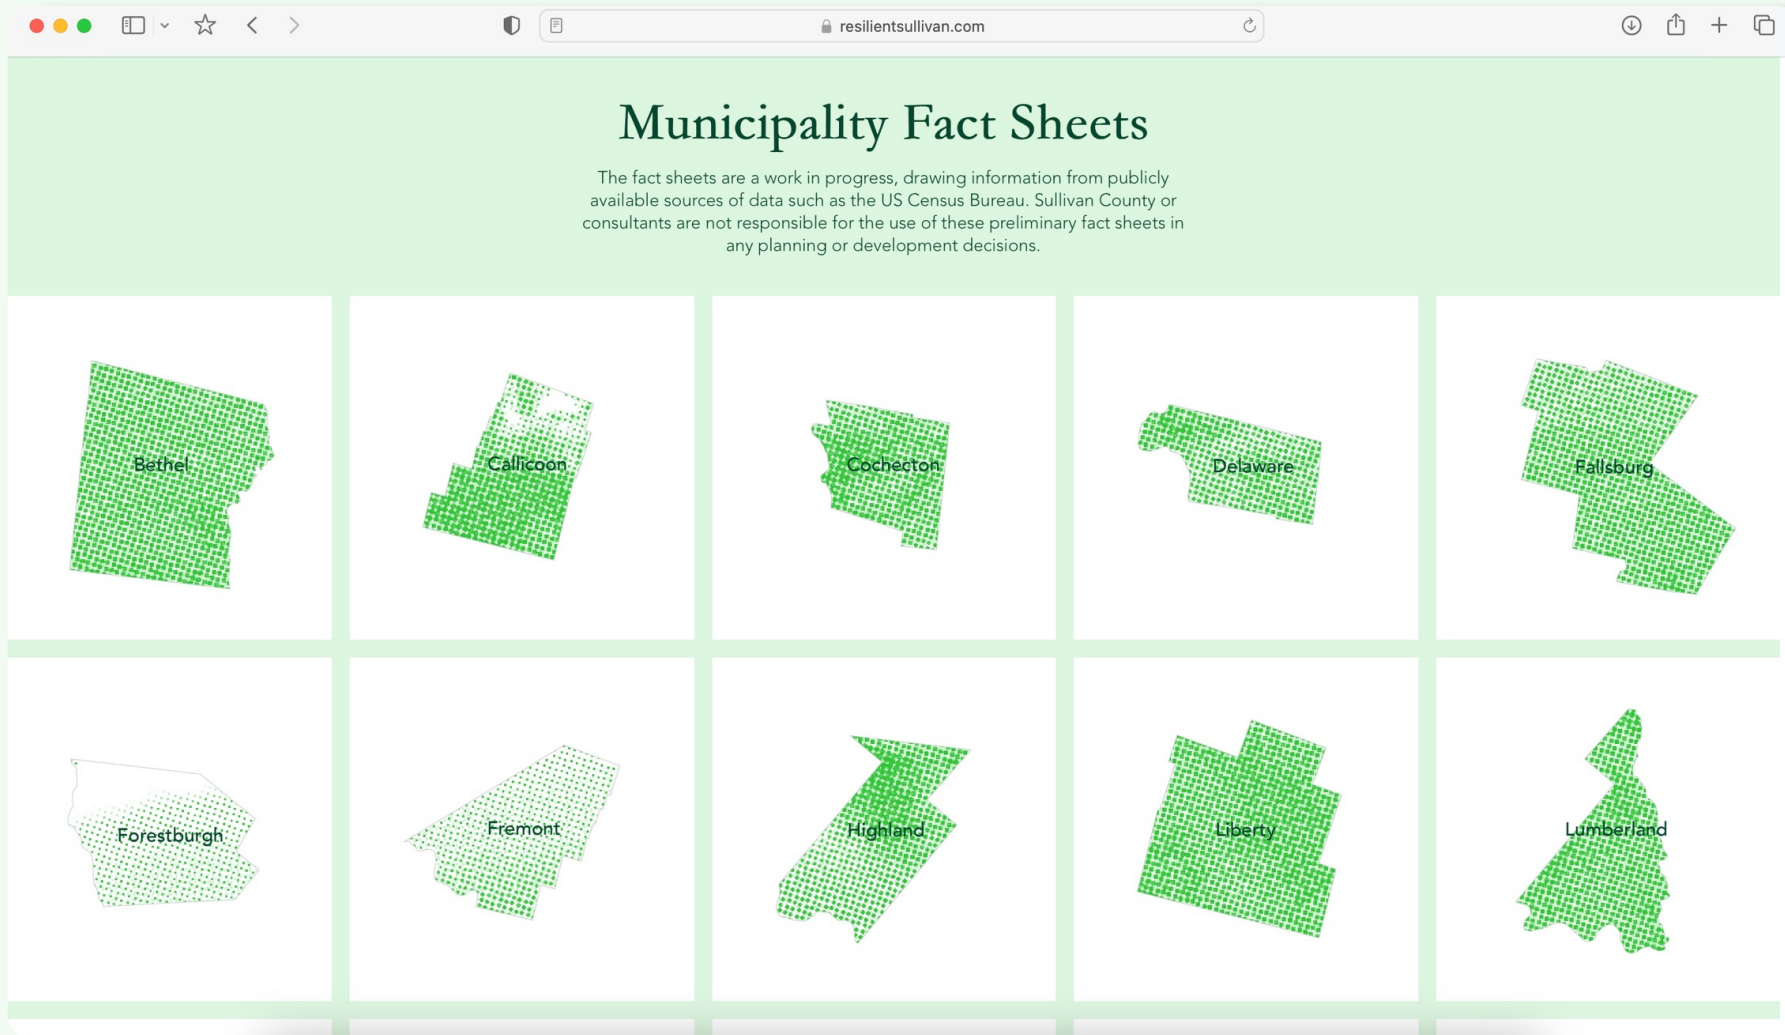 resilientsullivan.com
Municipality Fact Sheets
The fact sheets are a work in progress, drawing information from publicly
available sources of data such as the US Census Bureau. Sullivan County or
consultants are not responsible for the use of these preliminary fact sheets in
any planning or development decisions.
Bethel
Callicoon
Cochecton
Delaware
Fallsburg
Forestburgh
Fremont
Highland
Liberty
Lumberland